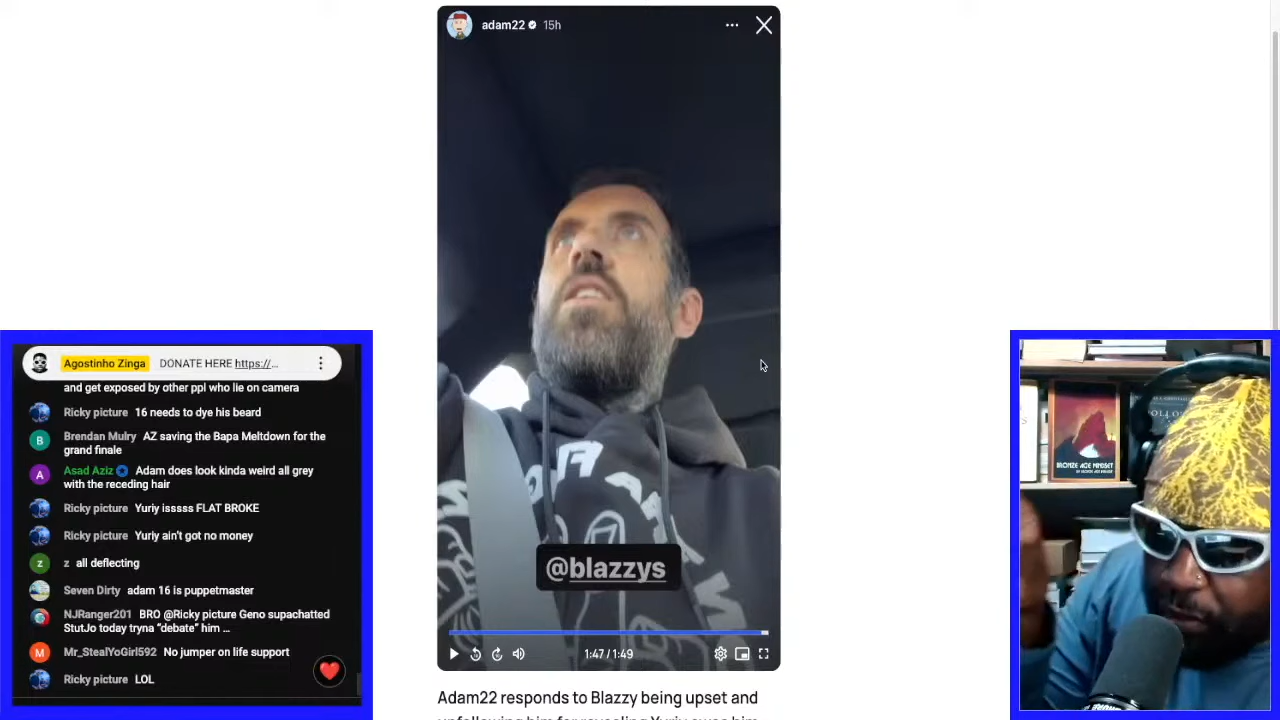 adam22 15h
@blazzys
1:47 / 1:49
Adam22 responds to Blazzy being upset and
Agostinho Zinga DONATE HERE https://...
and get exposed by other ppl who lie on camera
Ricky picture 16 needs to dye his beard
B Brendan Mulry AZ saving the Bapa Meltdown for the
grand finale
A Asad Aziz Adam does look kinda weird all grey
with the receding hair
Ricky picture Yuriy isssss FLAT BROKE
Ricky picture Yuriy ain't got no money
z z all deflecting
Seven Dirty adam 16 is puppetmaster
NJRanger201 BRO @Ricky picture Geno supachatted
StutJo today tryna “debate” him ...
M Mr_StealYoGirl592 No jumper on life support
Ricky picture LOL
BRONZE AGE MINDSET